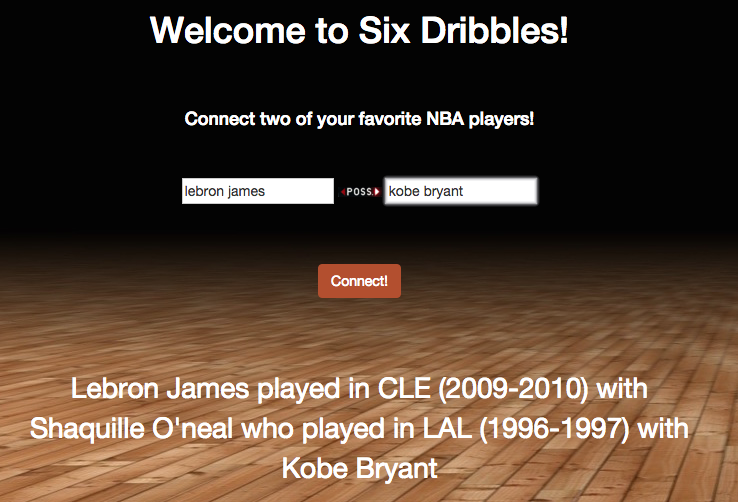 Welcome to Six Dribbles!
Connect two of your favorite NBA players!
lebron james POSS. kobe bryant
Connect!
Lebron James played in CLE (2009-2010) with
Shaquille O'neal who played in LAL (1996-1997) with
Kobe Bryant